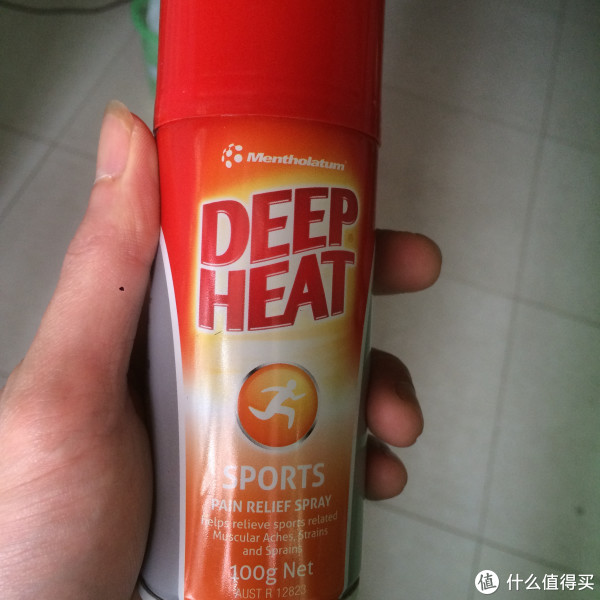 Mentholatum
DEEP
HEAT
SPORTS
PAIN RELIEF SPRAY
helps relieve sports related
Muscular Aches, Strains
and Sprains
100g Net
AUST R 12823
值 什么值得买